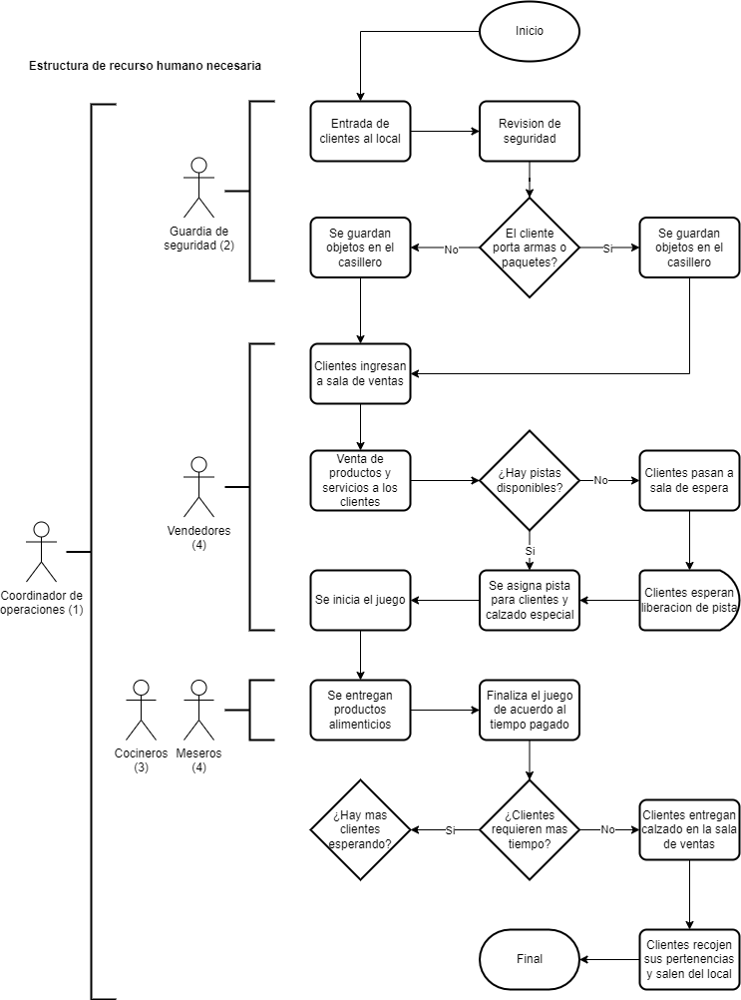 Inicio
Estructura de recurso humano necesaria
Entrada de
clientes al local
Revision de
seguridad
Guardia de
seguridad (2)
Se guardan
objetos en el
casillero
No
El cliente
porta armas o
paquetes?
Si
Se guardan
objetos en el
casillero
Clientes ingresan
a sala de ventas
Venta de
productos y
servicios a los
clientes
¿Hay pistas
disponibles?
No
Clientes pasan a
sala de espera
Vendedores
(4)
Si
Coordinador de
operaciones (1)
Se inicia el juego
Se asigna pista
para clientes y
calzado especial
Clientes esperan
liberacion de pista
Cocineros
(3)
Meseros
(4)
Se entregan
productos
alimenticios
Finaliza el juego
de acuerdo al
tiempo pagado
¿Hay mas
clientes
esperando?
Si
¿Clientes
requieren mas
tiempo?
No
Clientes entregan
calzado en la sala
de ventas
Final
Clientes recojen
sus pertenencias
y salen del local